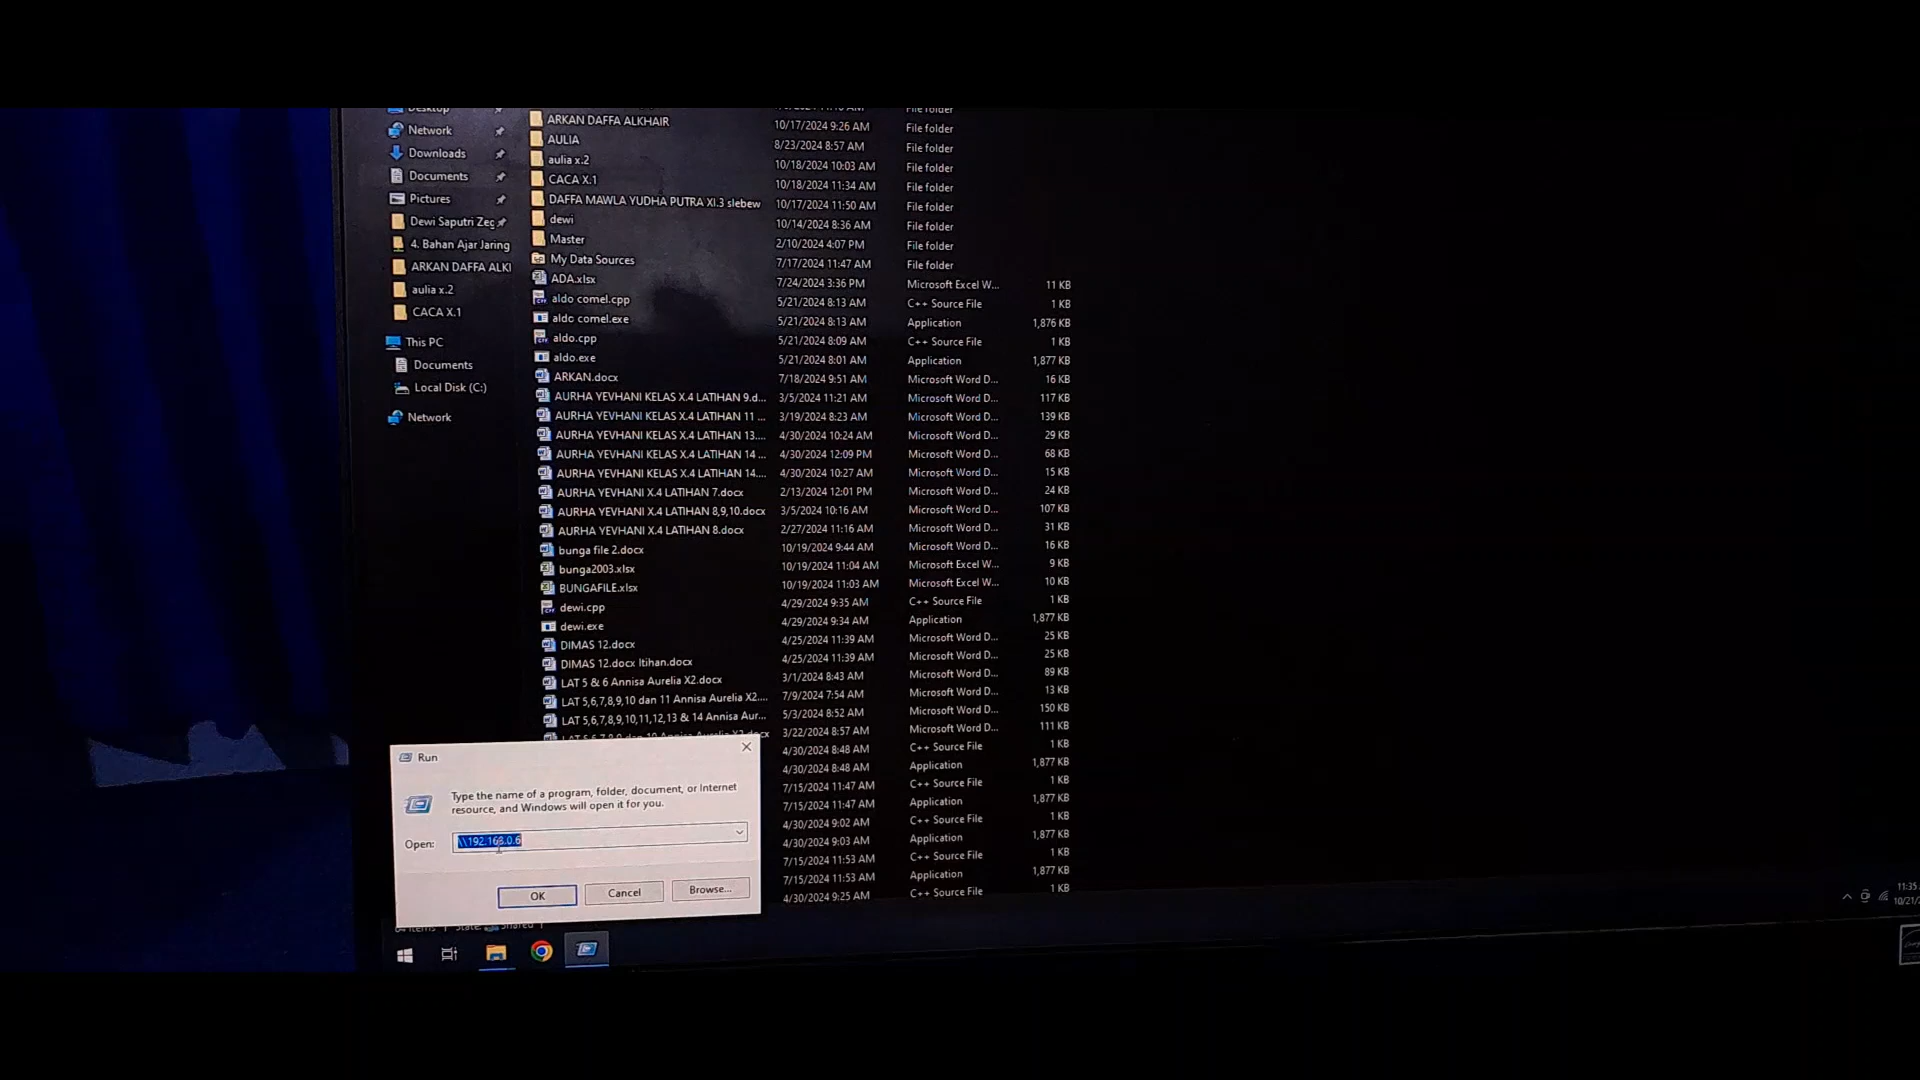 Desktop
File folder
Network
ARKAN DAFFA ALKHAIR 10/17/2024 9:26 AM File folder
Downloads
AULIA 8/23/2024 8:57 AM File folder
Documents
aulia x.2 10/18/2024 10:03 AM File folder
Pictures
CACA X.1 10/18/2024 11:34 AM File folder
Dewi Saputri Zeg
DAFFA MAWLA YUDHA PUTRA XI.3 slebew 10/17/2024 11:50 AM File folder
4. Bahan Ajar Jaring
dewi 10/14/2024 8:36 AM File folder
ARKAN DAFFA ALKI
Master 2/10/2024 4:07 PM File folder
aulia x.2
My Data Sources 7/17/2024 11:47 AM File folder
CACA X.1
ADA.xlsx 7/24/2024 3:36 PM Microsoft Excel W... 11 KB
This PC
aldo comel.cpp 5/21/2024 8:13 AM C++ Source File 1 KB
Documents
aldo comel.exe 5/21/2024 8:13 AM Application 1,876 KB
Local Disk (C:)
aldo.cpp 5/21/2024 8:09 AM C++ Source File 1 KB
Network
aldo.exe 5/21/2024 8:01 AM Application 1,877 KB
ARKAN.docx 7/18/2024 9:51 AM Microsoft Word D... 16 KB
AURHA YEVHANI KELAS X.4 LATIHAN 9.d... 3/5/2024 11:21 AM Microsoft Word D... 117 KB
AURHA YEVHANI KELAS X.4 LATIHAN 11 ... 3/19/2024 8:23 AM Microsoft Word D... 139 KB
AURHA YEVHANI KELAS X.4 LATIHAN 13.... 4/30/2024 10:24 AM Microsoft Word D... 29 KB
AURHA YEVHANI KELAS X.4 LATIHAN 14 ... 4/30/2024 12:09 PM Microsoft Word D... 68 KB
AURHA YEVHANI KELAS X.4 LATIHAN 14.... 4/30/2024 10:27 AM Microsoft Word D... 15 KB
AURHA YEVHANI X.4 LATIHAN 7.docx 2/13/2024 12:01 PM Microsoft Word D... 24 KB
AURHA YEVHANI X.4 LATIHAN 8,9,10.docx 3/5/2024 10:16 AM Microsoft Word D... 107 KB
AURHA YEVHANI X.4 LATIHAN 8.docx 2/27/2024 11:16 AM Microsoft Word D... 31 KB
bunga file 2.docx 10/19/2024 9:44 AM Microsoft Word D... 16 KB
bunga2003.xlsx 10/19/2024 11:04 AM Microsoft Excel W... 9 KB
BUNGAFILE.xlsx 10/19/2024 11:03 AM Microsoft Excel W... 10 KB
dewi.cpp 4/29/2024 9:35 AM C++ Source File 1 KB
dewi.exe 4/29/2024 9:34 AM Application 1,877 KB
DIMAS 12.docx 4/25/2024 11:39 AM Microsoft Word D... 25 KB
DIMAS 12.docx ltihan.docx 4/25/2024 11:39 AM Microsoft Word D... 25 KB
LAT 5 & 6 Annisa Aurelia X2.docx 3/1/2024 8:43 AM Microsoft Word D... 89 KB
LAT 5,6,7,8,9,10 dan 11 Annisa Aurelia X2.... 7/9/2024 7:54 AM Microsoft Word D... 13 KB
LAT 5,6,7,8,9,10,11,12,13 & 14 Annisa Aur... 5/3/2024 8:52 AM Microsoft Word D... 150 KB
3/22/2024 8:57 AM Microsoft Word D... 111 KB
4/30/2024 8:48 AM C++ Source File 1 KB
4/30/2024 8:48 AM Application 1,877 KB
7/15/2024 11:47 AM C++ Source File 1 KB
7/15/2024 11:47 AM Application 1,877 KB
4/30/2024 9:02 AM C++ Source File 1 KB
4/30/2024 9:03 AM Application 1,877 KB
7/15/2024 11:53 AM C++ Source File 1 KB
7/15/2024 11:53 AM Application 1,877 KB
4/30/2024 9:25 AM C++ Source File 1 KB
Run
Type the name of a program, folder, document, or Internet
resource, and Windows will open it for you.
Open: \\192.168.0.6
OK Cancel Browse...
11:35
10/21/2